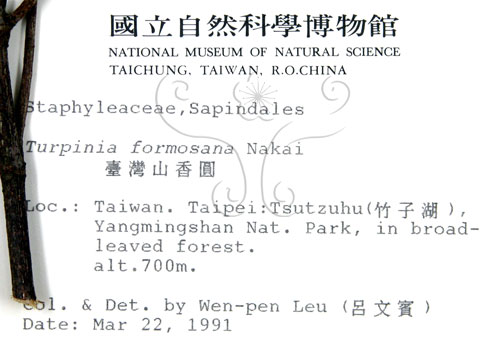 國立自然科學博物館
NATIONAL MUSEUM OF NATURAL SCIENCE
TAICHUNG, TAIWAN, R.O.CHINA
Staphyleaceae,Sapindales
Turpinia formosana Nakai
臺灣山香圓
Loc.: Taiwan. Taipei:Tsutzuhu(竹子湖),
Yangmingshan Nat. Park, in broad-
leaved forest.
alt.700m.
Col. & Det. by Wen-pen Leu (呂文賓)
Date: Mar 22, 1991